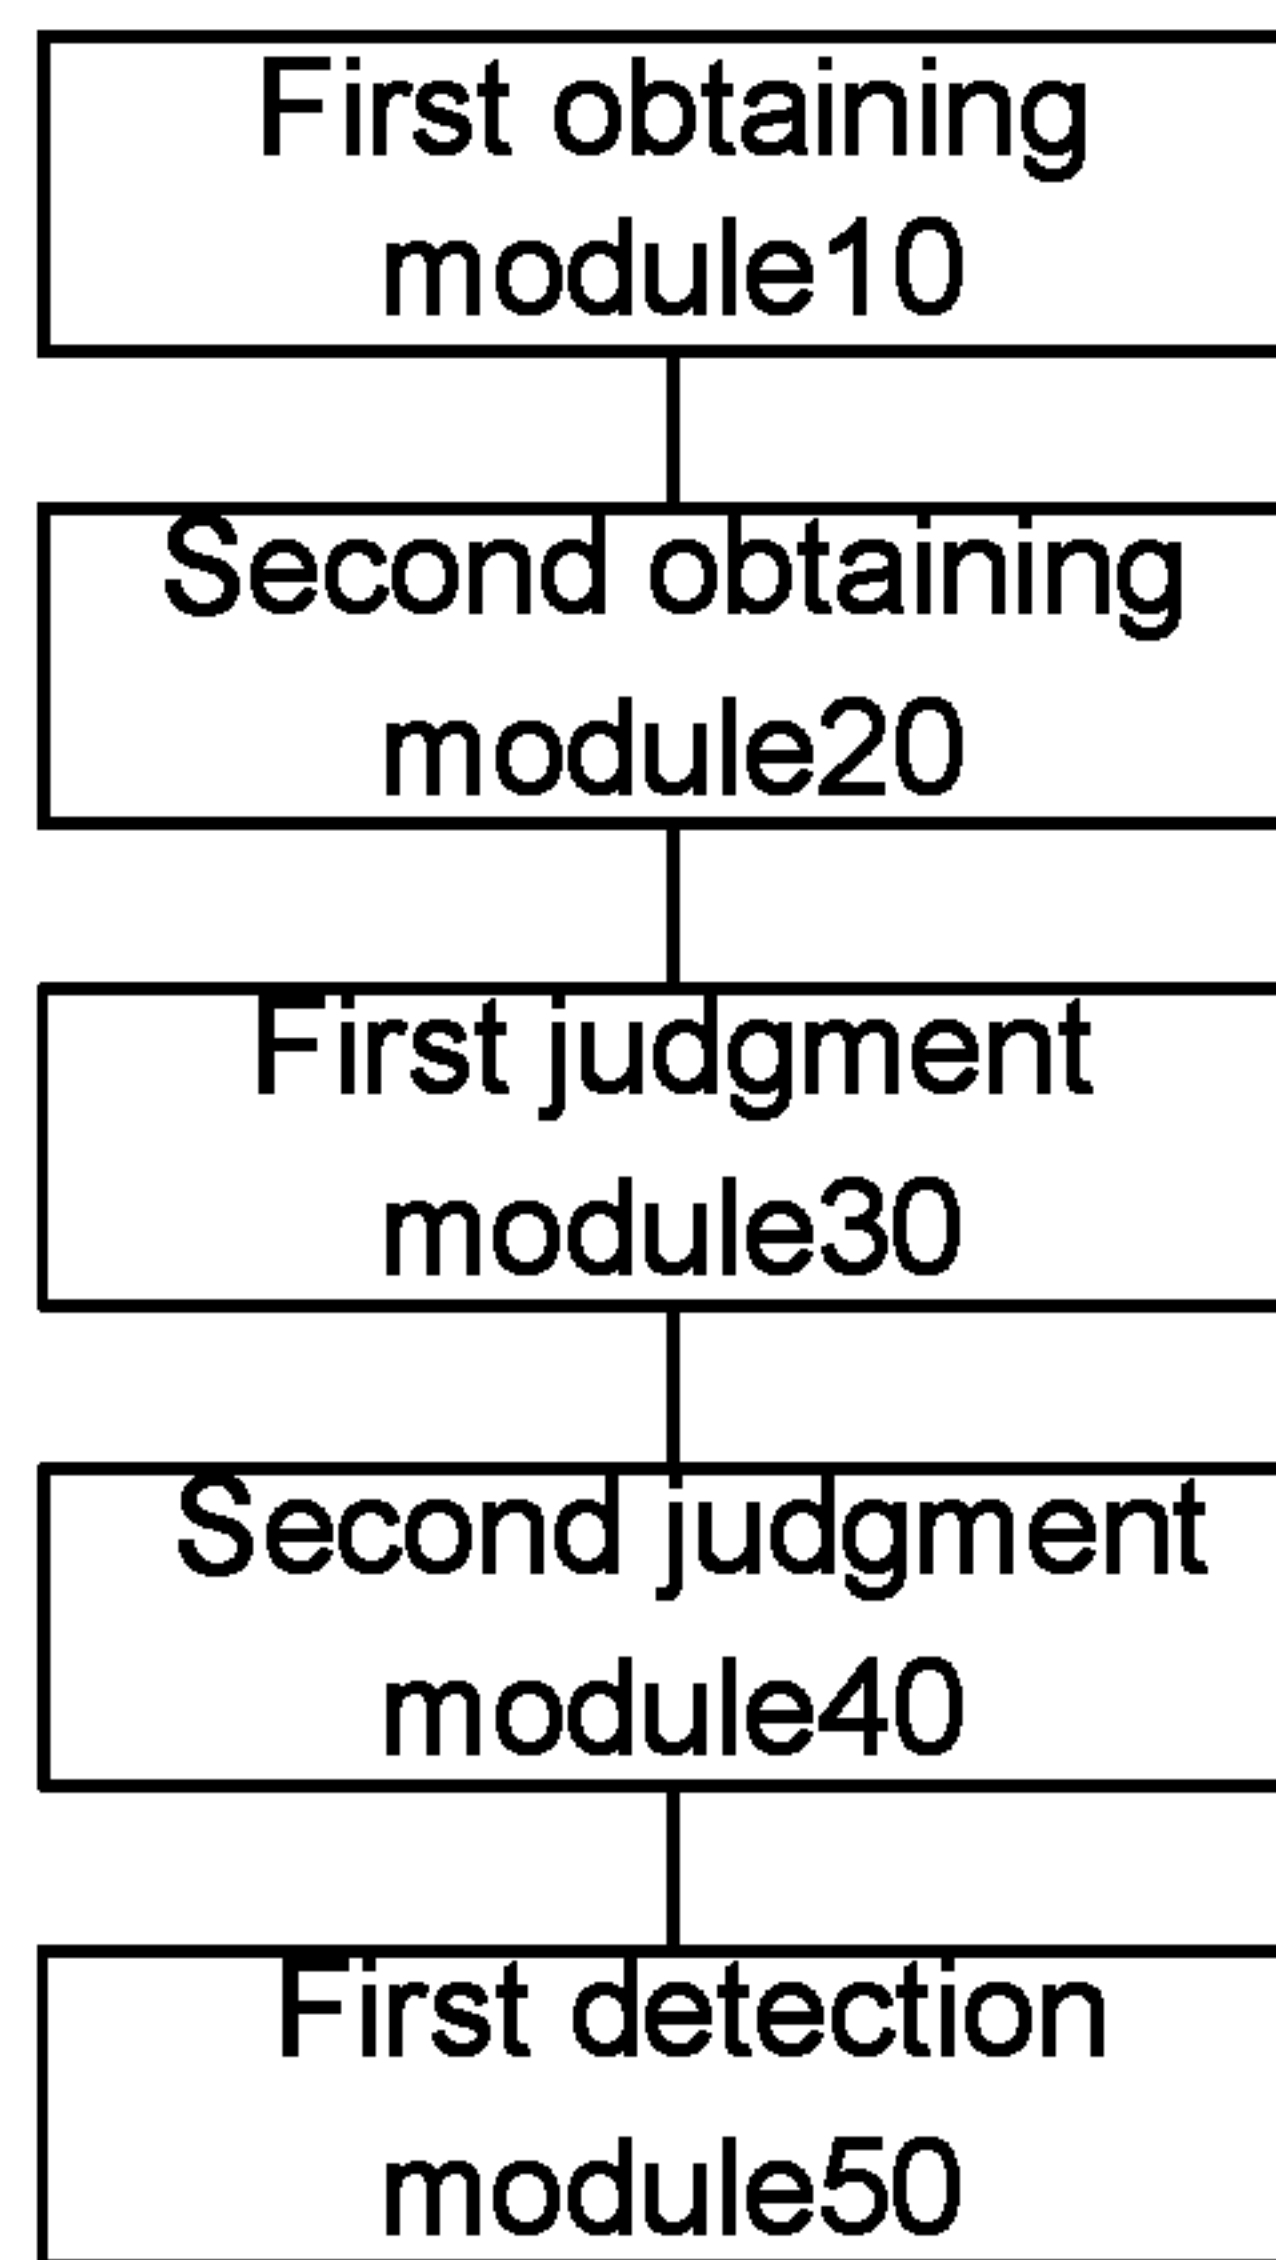 First obtaining
module10
Second obtaining
module20
First judgment
module30
Second judgment
module40
First detection
module50